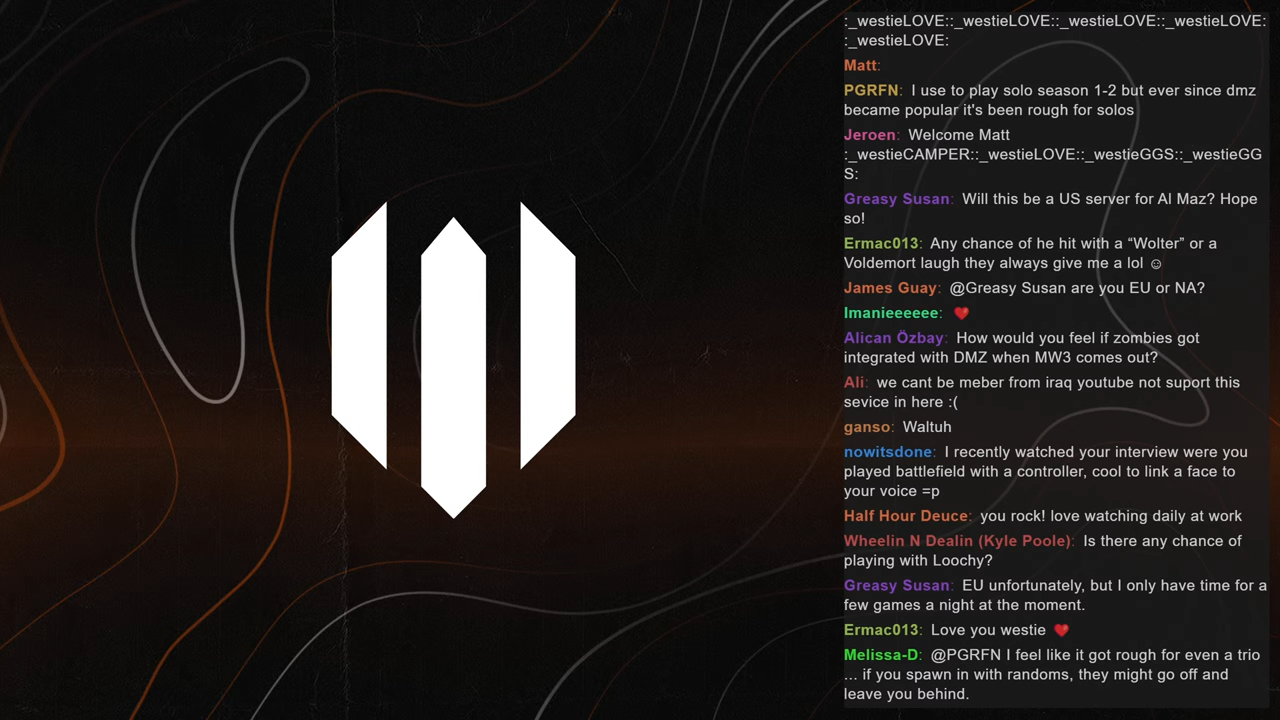 :_westieLOVE::_westieLOVE::_westieLOVE::_westieLOVE:
:_westieLOVE:
Matt:
PGRFN: I use to play solo season 1-2 but ever since dmz
became popular it's been rough for solos
Jeroen: Welcome Matt
:_westieCAMPER::_westieLOVE::_westieGGS::_westieGG
S:
Greasy Susan: Will this be a US server for Al Maz? Hope
so!
Ermac013: Any chance of he hit with a “Wolter” or a
Voldemort laugh they always give me a lol ☺
James Guay: @Greasy Susan are you EU or NA?
Imanieeeeee: ❤
Alican Özbay: How would you feel if zombies got
integrated with DMZ when MW3 comes out?
Ali: we cant be meber from iraq youtube not suport this
sevice in here :(
ganso: Waltuh
nowitsdone: I recently watched your interview were you
played battlefield with a controller, cool to link a face to
your voice =p
Half Hour Deuce: you rock! love watching daily at work
Wheelin N Dealin (Kyle Poole): Is there any chance of
playing with Loochy?
Greasy Susan: EU unfortunately, but I only have time for a
few games a night at the moment.
Ermac013: Love you westie ❤
Melissa-D: @PGRFN I feel like it got rough for even a trio
... if you spawn in with randoms, they might go off and
leave you behind.